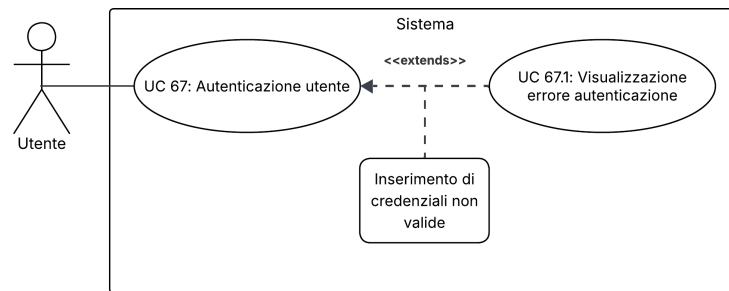 Sistema
<<extends>>
UC 67: Autenticazione utente
UC 67.1: Visualizzazione
errore autenticazione
Utente
Inserimento di
credenziali non
valide